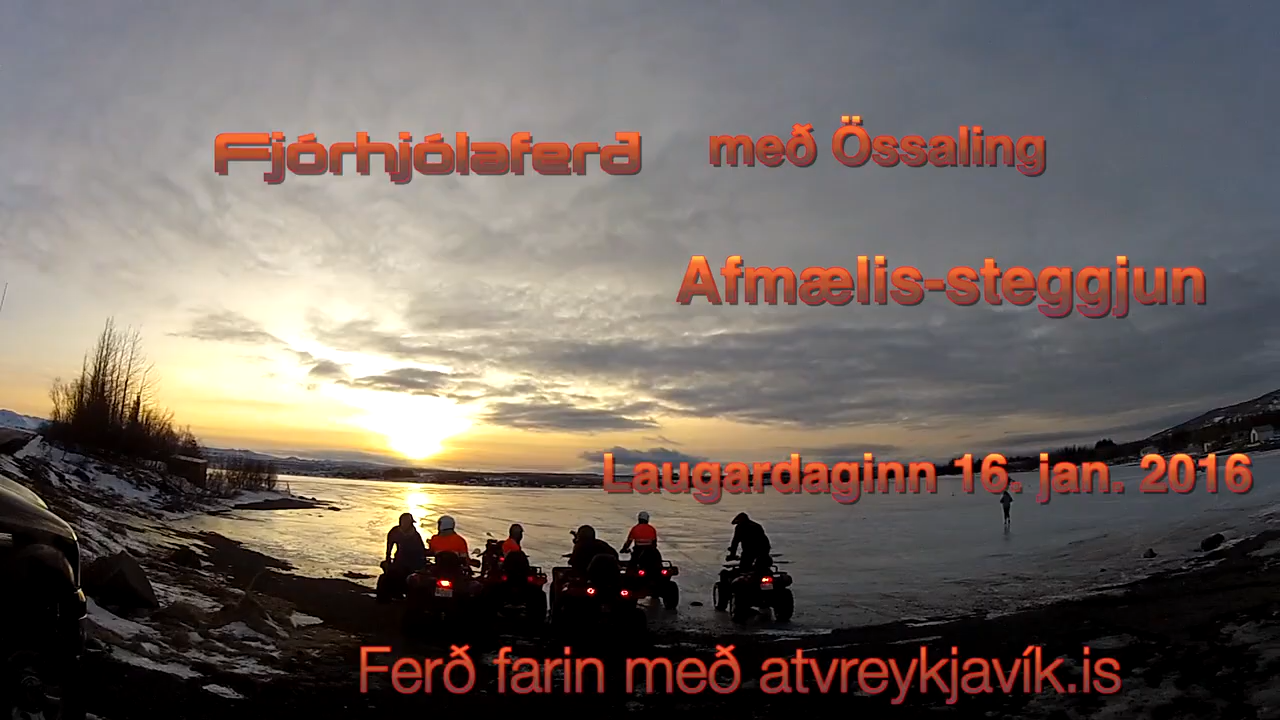 Fjórhjólaferð með Össaling
Afmælis-steggjun
Laugardaginn 16. jan. 2016
Ferð farin með atvreykjavík.is